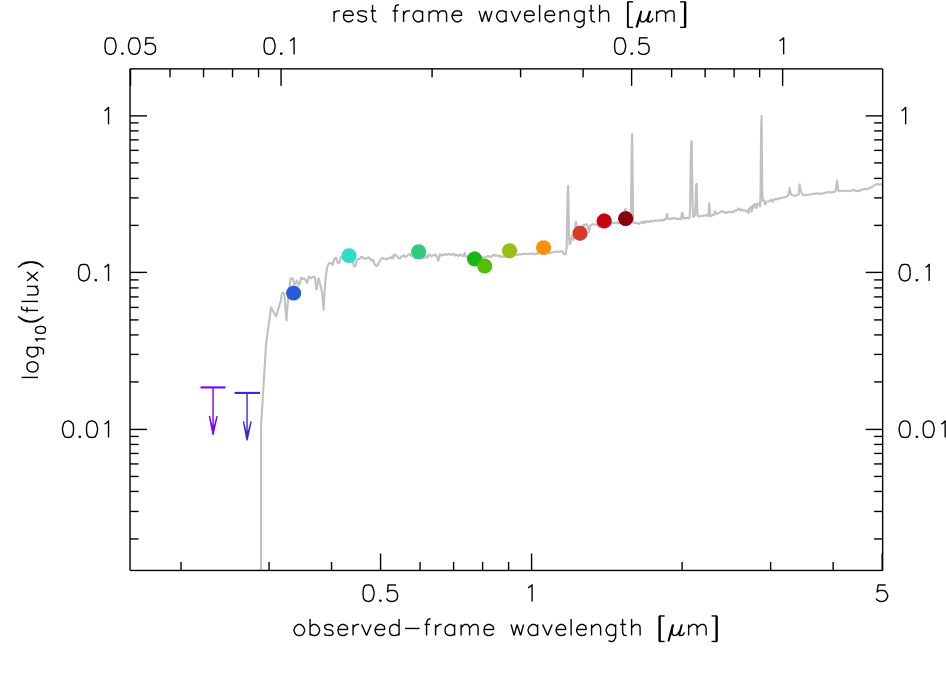 rest frame wavelength [μm]
0.05 0.1 0.5 1
1 1
0.1 0.1
0.01 0.01
log10(flux)
0.5 1 5
observed-frame wavelength [μm]